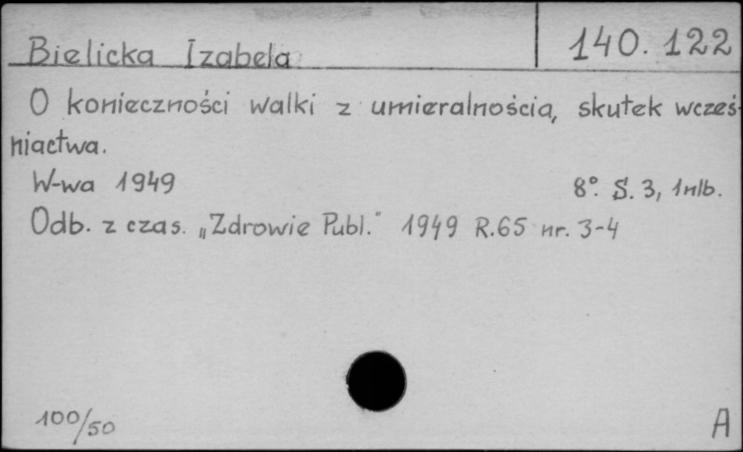 Bielicka Izabela 140.122
O konieczności walki z umieralnością, skutek wcześ-
niactwa.
W-wa 1949 8°. S. 3, 1nlb.
Odb. z czas. „Zdrowie Publ." 1949 R.65 nr. 3-4
100/50 A